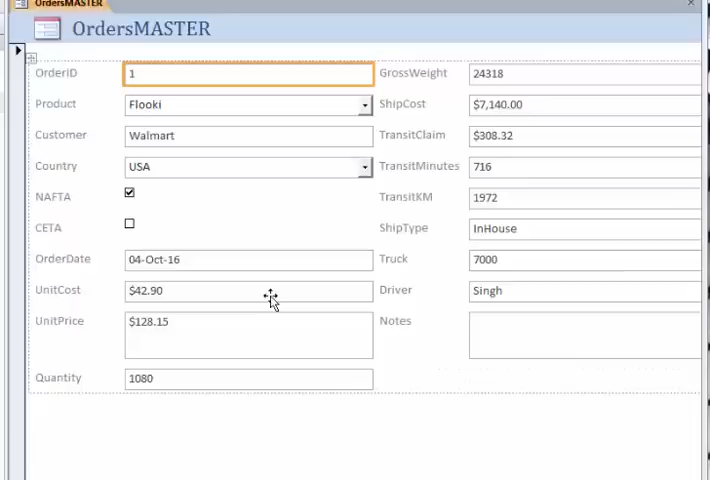 OrdersMASTER
OrdersMASTER
OrderID 1
Product Flooki
Customer Walmart
Country USA
NAFTA
CETA
OrderDate 04-Oct-16
UnitCost $42.90
UnitPrice $128.15
Quantity 1080
GrossWeight 24318
ShipCost $7,140.00
TransitClaim $308.32
TransitMinutes 716
TransitKM 1972
ShipType InHouse
Truck 7000
Driver Singh
Notes